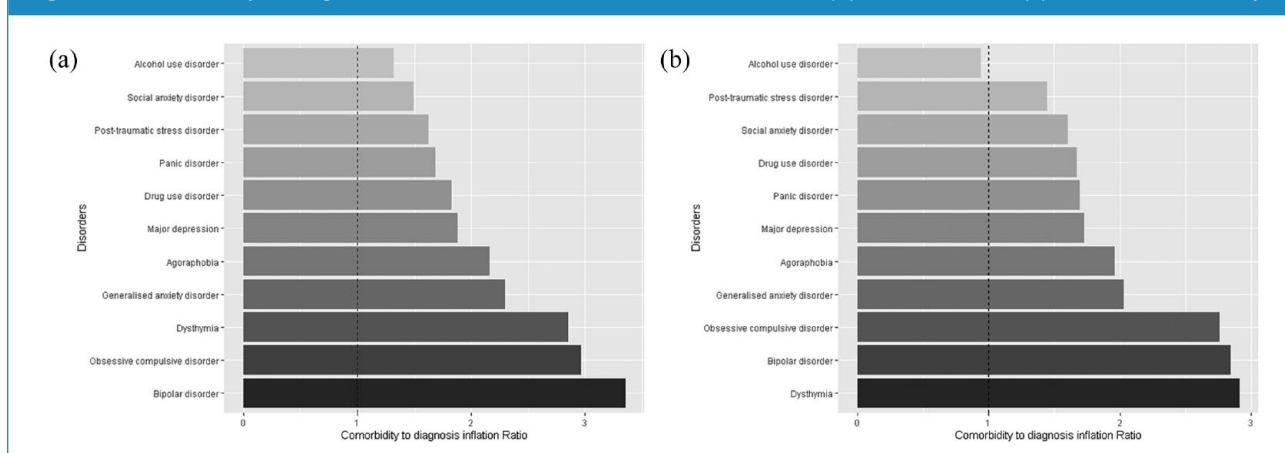 (a)
Disorders
Alcohol use disorder
Social anxiety disorder
Post-traumatic stress disorder
Panic disorder
Drug use disorder
Major depression
Agoraphobia
Generalised anxiety disorder
Dysthymia
Obsessive compulsive disorder
Bipolar disorder
0 1 2 3
Comorbidity to diagnosis inflation Ratio
(b)
Disorders
Alcohol use disorder
Post-traumatic stress disorder
Social anxiety disorder
Drug use disorder
Panic disorder
Major depression
Agoraphobia
Generalised anxiety disorder
Obsessive compulsive disorder
Bipolar disorder
Dysthymia
0 1 2 3
Comorbidity to diagnosis inflation Ratio